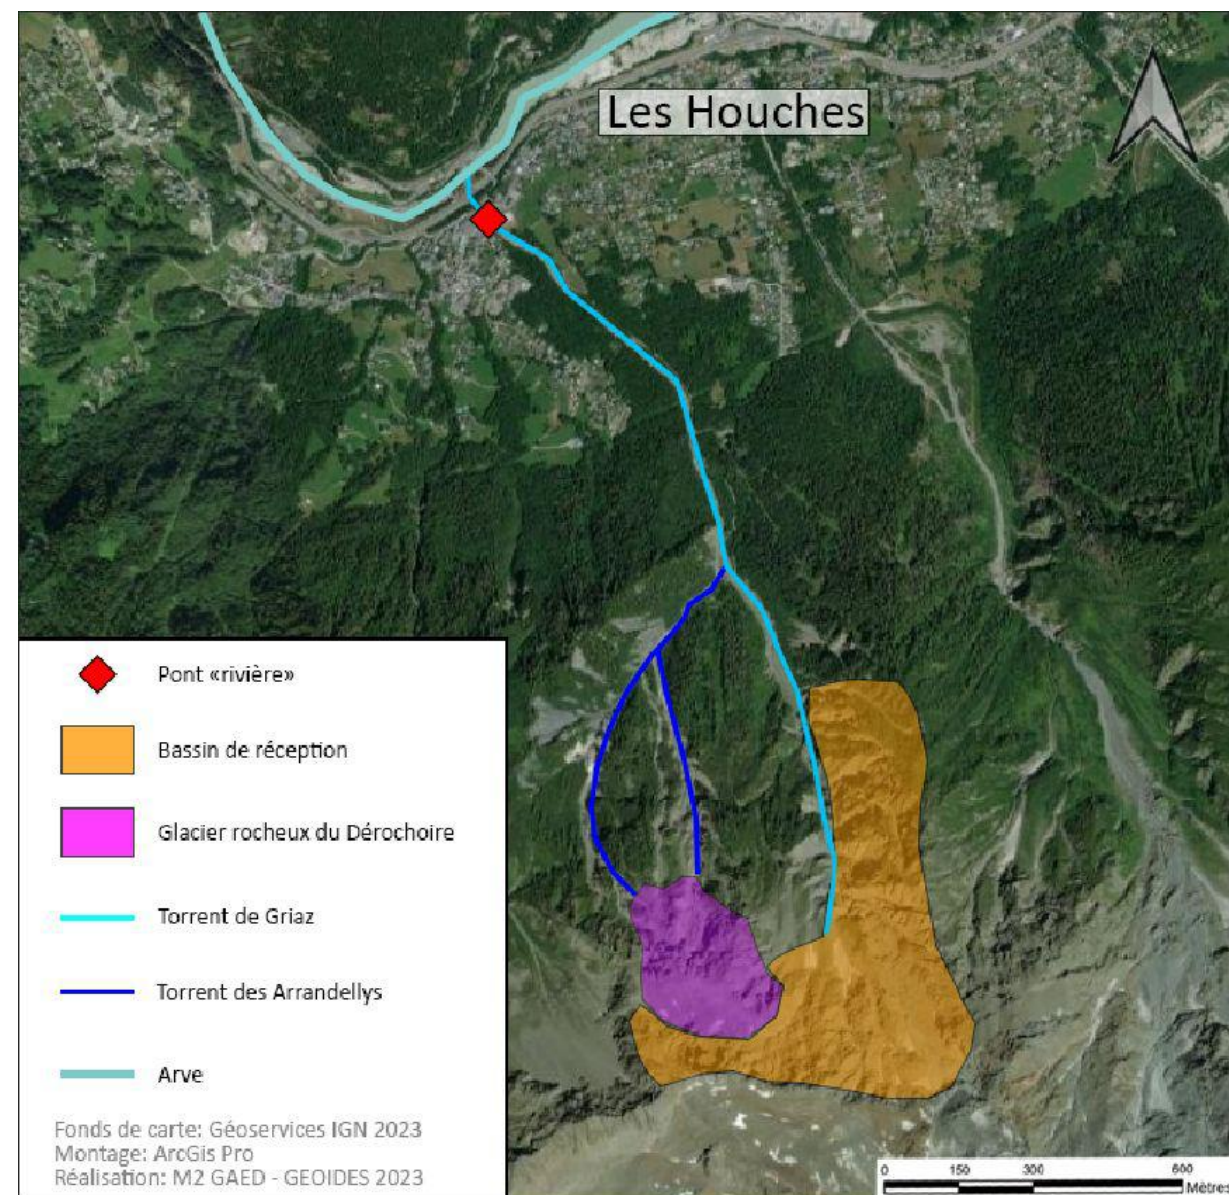 Les Houches
Pont «rivière»
Bassin de réception
Glacier rocheux du Dérochoire
Torrent de Griaz
Torrent des Arrandellys
Arve
Fonds de carte: Géoservices IGN 2023
Montage: ArcGis Pro
Réalisation: M2 GAED - GEOIDES 2023
0 150 300 600
Mètres